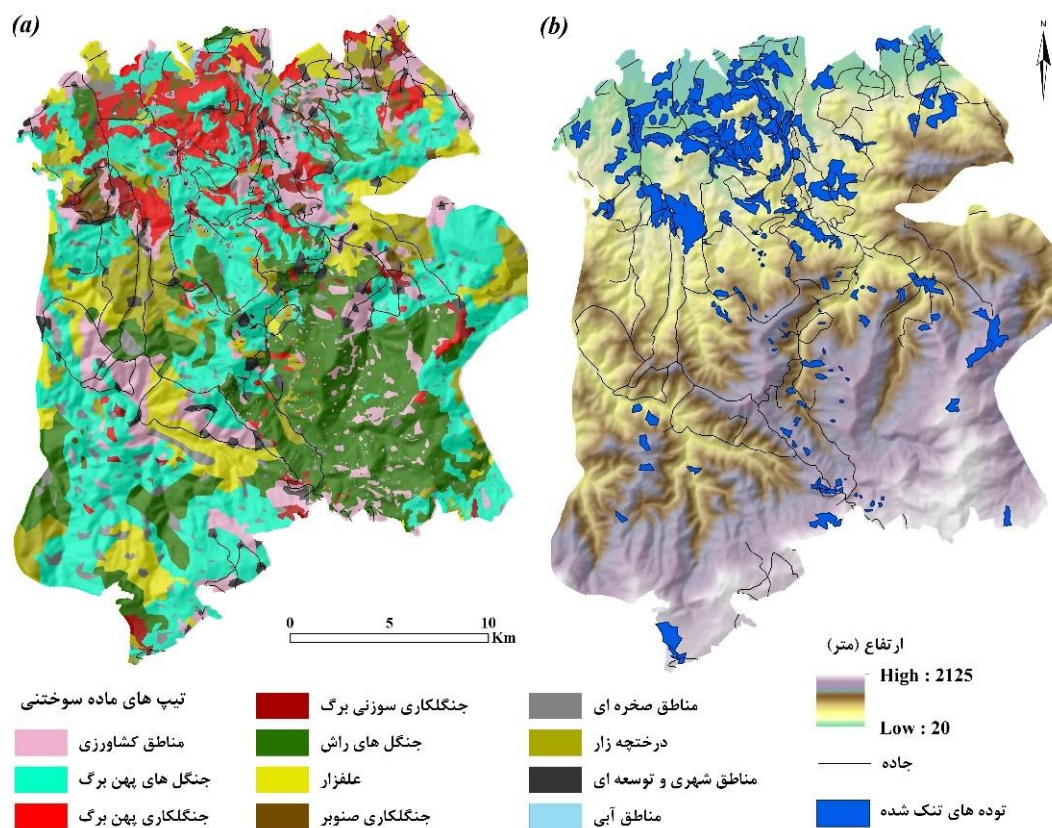 (a)
(b)
N
0 5 10
Km
تیپ های ماده سوختنی
مناطق کشاورزی
جنگل های پهن برگ
جنگلکاری پهن برگ
جنگلکاری سوزنی برگ
جنگل های راش
علفزار
جنگلکاری صنوبر
مناطق صخره ای
درختچه زار
مناطق شهری و توسعه ای
مناطق آبی
ارتفاع (متر)
High : 2125
Low : 20
جاده
توده های تنک شده